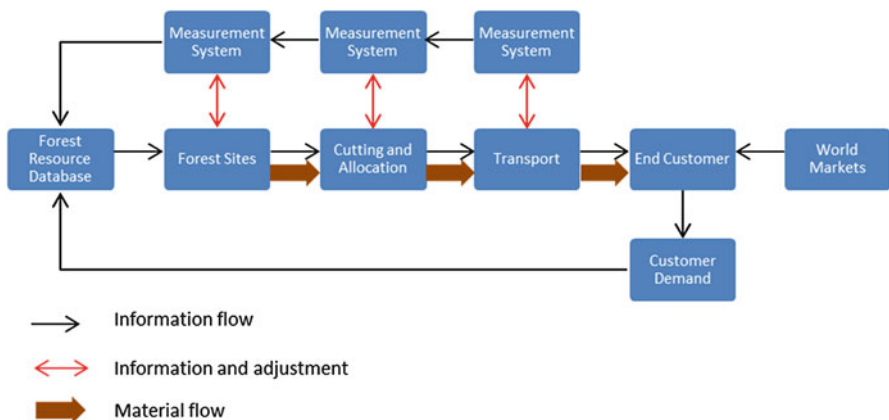 Measurement
System
Measurement
System
Measurement
System
Forest
Resource
Database
Forest Sites
Cutting and
Allocation
Transport
End Customer
World
Markets
Customer
Demand
Information flow
Information and adjustment
Material flow